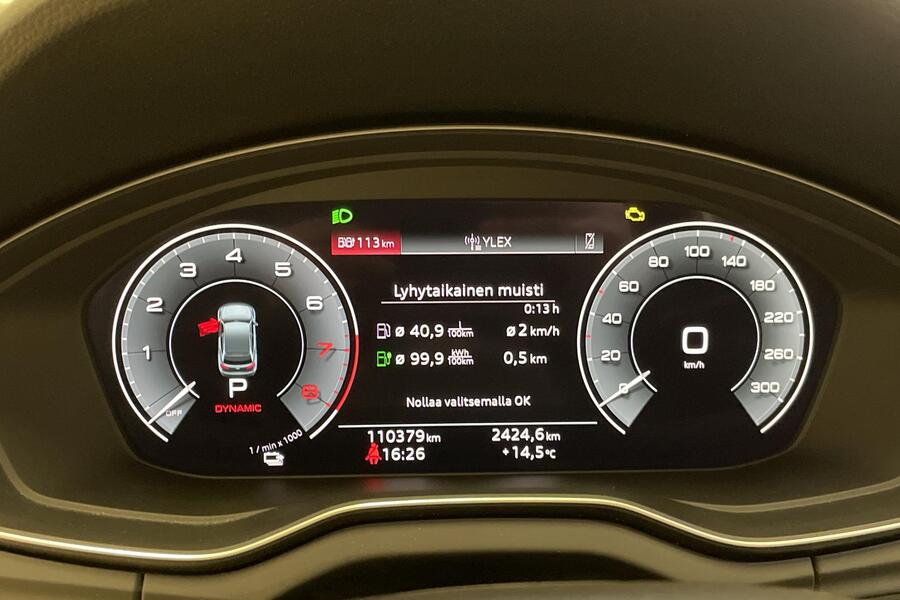 113 km
YLEX
Lyhytaikainen muisti
0:13 h
ø 40,9 l/100km
ø 2 km/h
ø 99,9 kWh/100km
0,5 km
Nollaa valitsemalla OK
110379 km
2424,6 km
16:26
+14,5 °C
OFF
1
2
3
4
5
6
7
8
P
DYNAMIC
1 / min x 1000
0
20
40
60
80
100
140
180
220
260
300
0
km/h